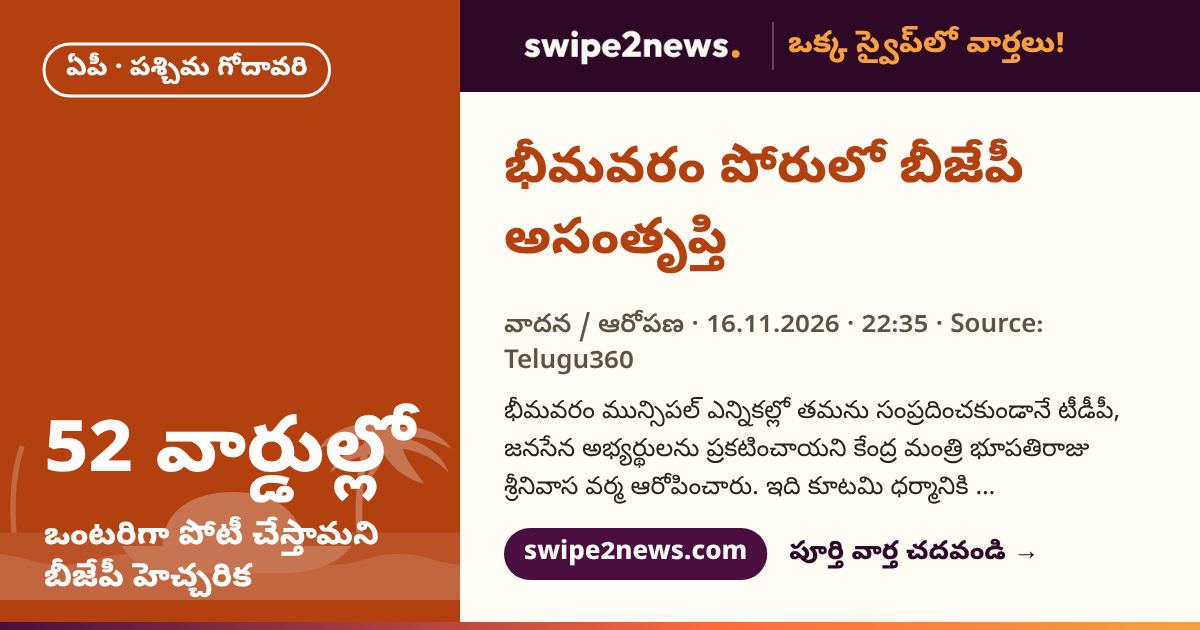 ఏపీ · పశ్చిమ గోదావరి
52 వార్డుల్లో
ఒంటరిగా పోటీ చేస్తామని
బీజేపీ హెచ్చరిక
swipe2news.
ఒక్క స్వైప్‌లో వార్తలు!
భీమవరం పోరులో బీజేపీ
అసంతృప్తి
వాదన / ఆరోపణ · 16.11.2026 · 22:35 · Source:
Telugu360
భీమవరం మున్సిపల్ ఎన్నికల్లో తమను సంప్రదించకుండానే టీడీపీ,
జనసేన అభ్యర్థులను ప్రకటించాయని కేంద్ర మంత్రి భూపతిరాజు
శ్రీనివాస వర్మ ఆరోపించారు. ఇది కూటమి ధర్మానికి ...
swipe2news.com
పూర్తి వార్త చదవండి →